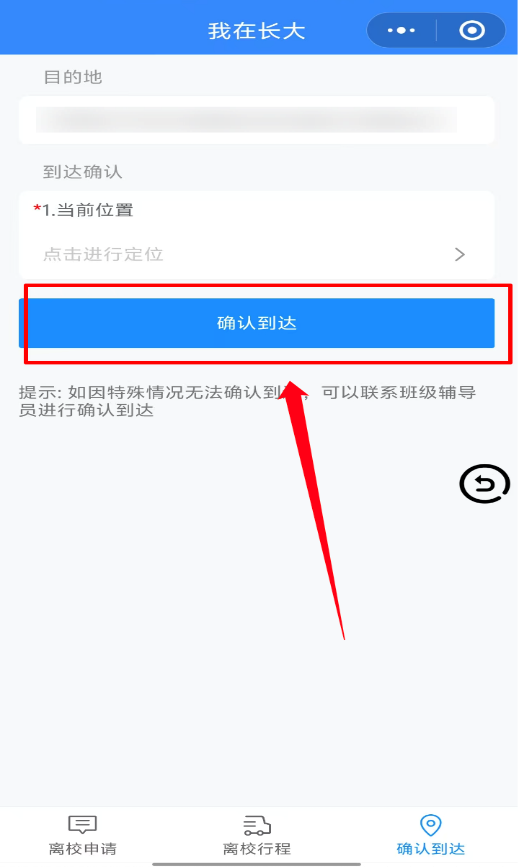 我在长大
目的地
到达确认
*1.当前位置
点击进行定位
确认到达
提示: 如因特殊情况无法确认到 可以联系班级辅导
员进行确认到达
离校申请
离校行程
确认到达